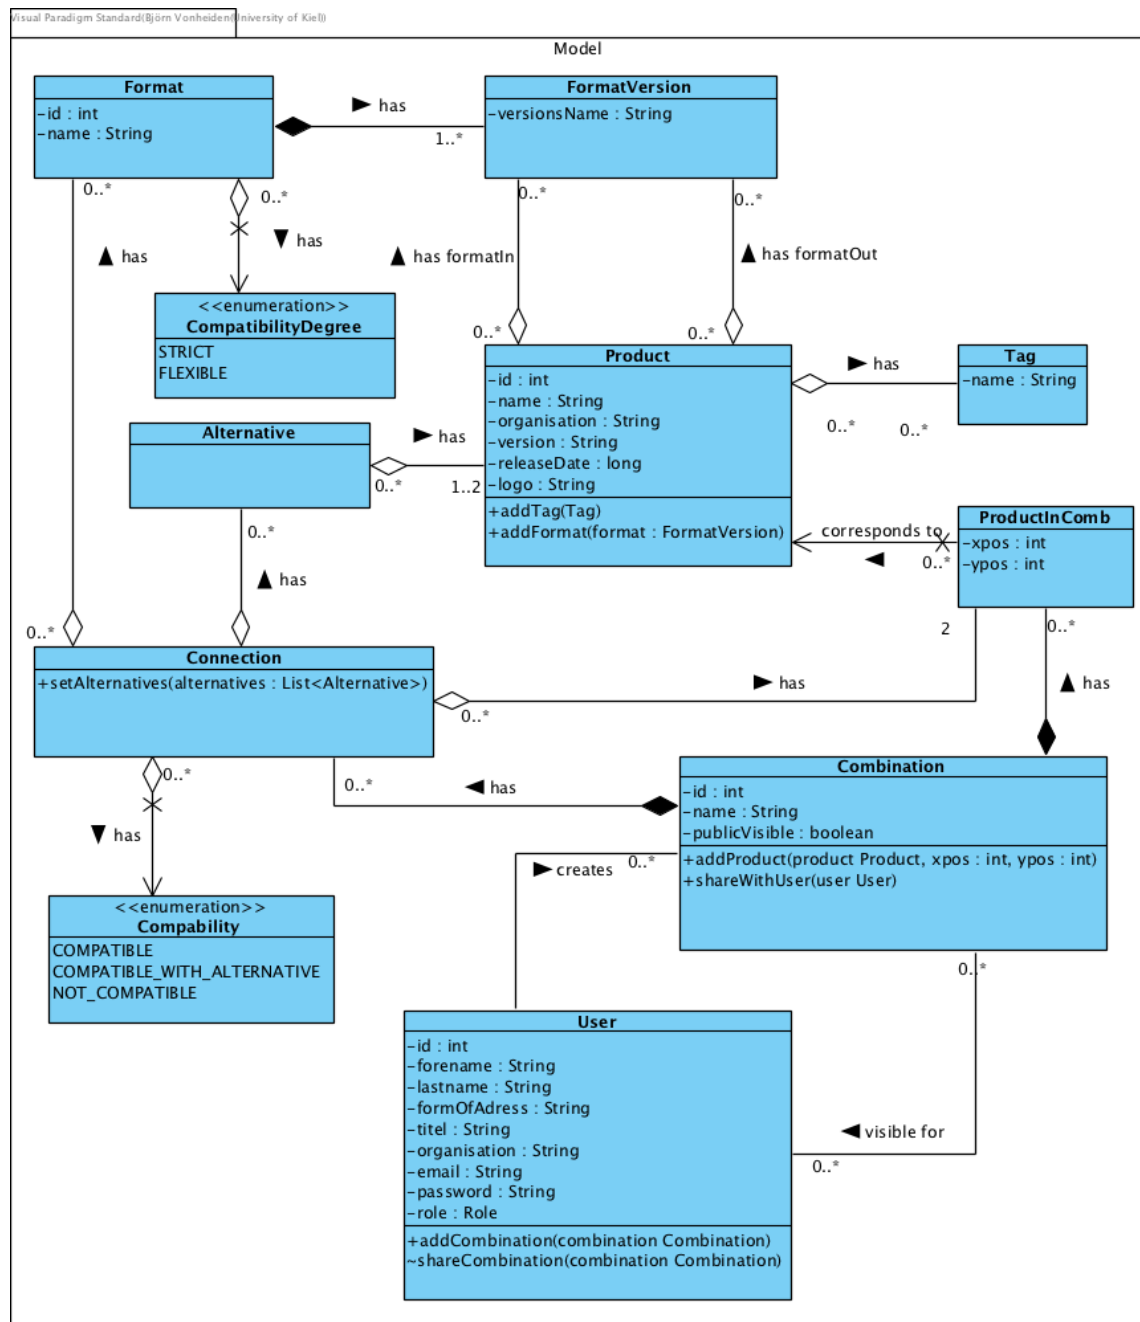 Visual Paradigm Standard(Björn Vonheiden(University of Kiel))
Model
Format
-id : int
-name : String
has
1..*
FormatVersion
-versionsName : String
0..*
0..*
0..*
0..*
has
has
has formatIn
has formatOut
<<enumeration>>
CompatibilityDegree
STRICT
FLEXIBLE
0..*
0..*
Product
-id : int
-name : String
-organisation : String
-version : String
-releaseDate : long
-logo : String
+addTag(Tag)
+addFormat(format : FormatVersion)
has
0..*
0..*
Tag
-name : String
Alternative
has
0..*
1..2
0..*
has
corresponds to
0..*
ProductInComb
-xpos : int
-ypos : int
0..*
2
0..*
Connection
+setAlternatives(alternatives : List<Alternative>)
has
0..*
has
0..*
has
0..*
has
Combination
-id : int
-name : String
-publicVisible : boolean
+addProduct(product Product, xpos : int, ypos : int)
+shareWithUser(user User)
0..*
creates
<<enumeration>>
Compability
COMPATIBLE
COMPATIBLE_WITH_ALTERNATIVE
NOT_COMPATIBLE
0..*
User
-id : int
-forename : String
-lastname : String
-formOfAdress : String
-titel : String
-organisation : String
-email : String
-password : String
-role : Role
+addCombination(combination Combination)
~shareCombination(combination Combination)
visible for
0..*